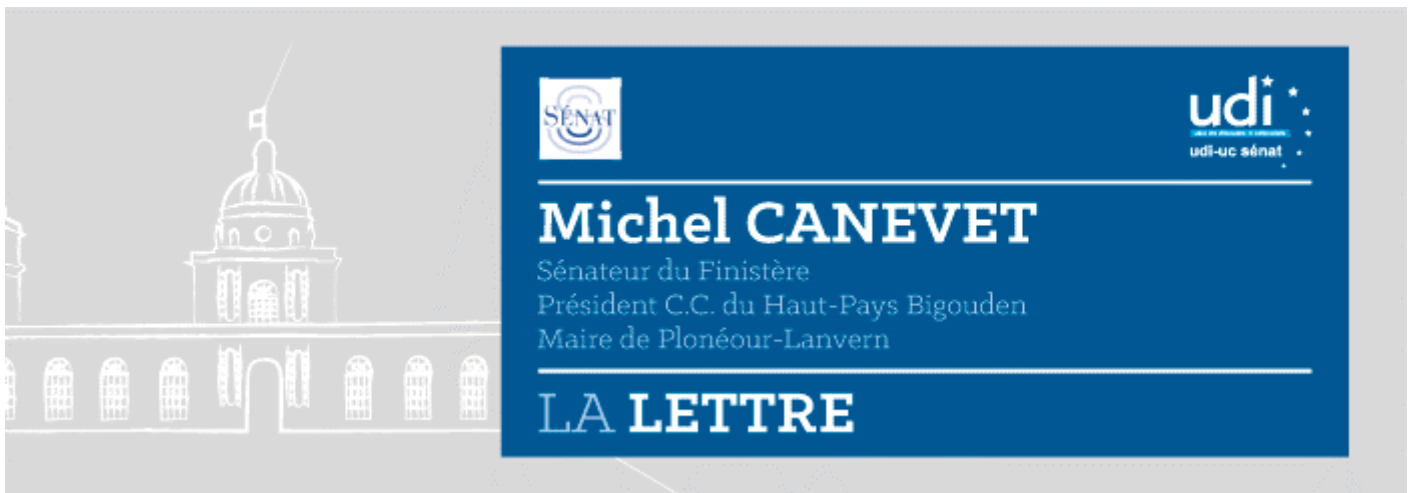 SÉNAT
udi
udi-uc sénat
Michel CANEVET
Sénateur du Finistère
Président C.C. du Haut-Pays Bigouden
Maire de Plonéour-Lanvern
LA LETTRE